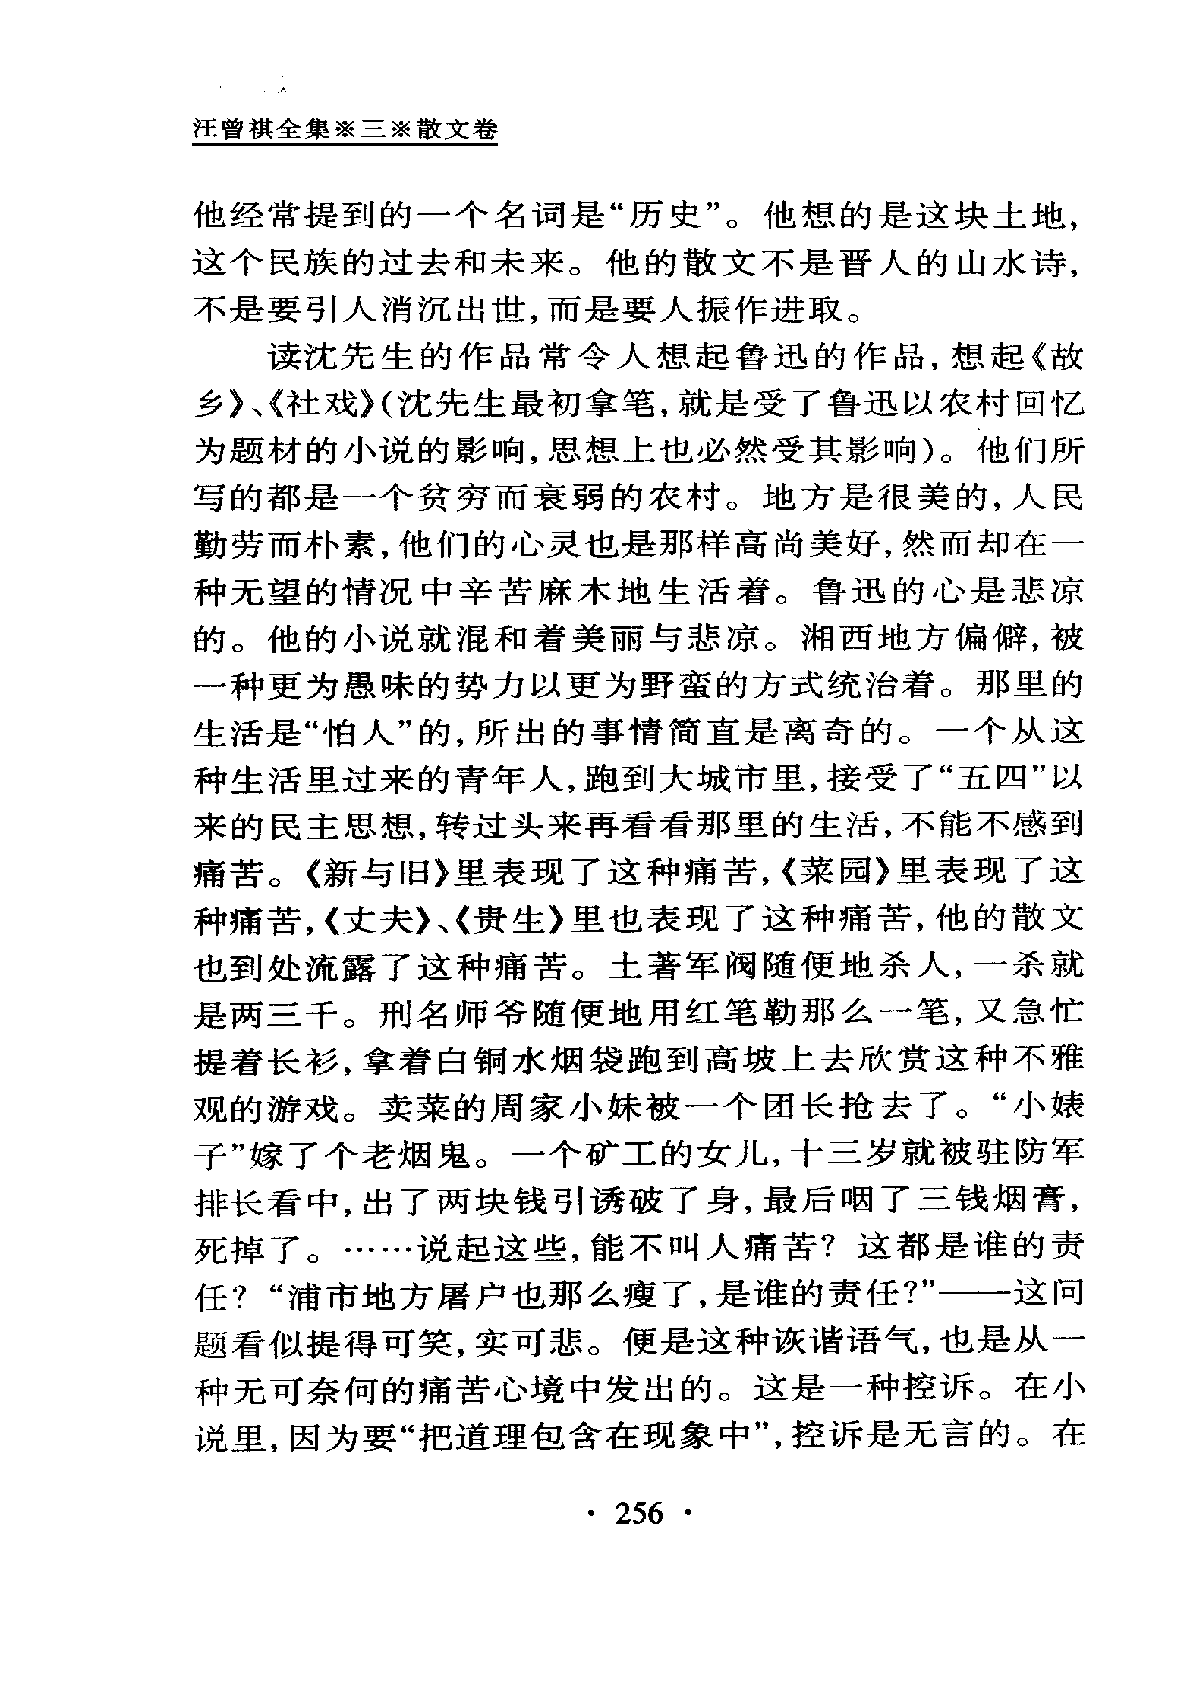 汪曾祺全集※三※散文卷
他经常提到的一个名词是“历史”。他想的是这块土地,
这个民族的过去和未来。他的散文不是晋人的山水诗,
不是要引人消沉出世,而是要人振作进取。
读沈先生的作品常令人想起鲁迅的作品,想起《故
乡》、《社戏》(沈先生最初拿笔,就是受了鲁迅以农村回忆
为题材的小说的影响,思想上也必然受其影响)。他们所
写的都是一个贫穷而衰弱的农村。地方是很美的,人民
勤劳而朴素,他们的心灵也是那样高尚美好,然而却在一
种无望的情况中辛苦麻木地生活着。鲁迅的心是悲凉
的。他的小说就混和着美丽与悲凉。湘西地方偏僻,被
一种更为愚昧的势力以更为野蛮的方式统治着。那里的
生活是“怕人”的,所出的事情简直是离奇的。一个从这
种生活里过来的青年人,跑到大城市里,接受了“五四”以
来的民主思想,转过头来再看看那里的生活,不能不感到
痛苦。《新与旧》里表现了这种痛苦,《菜园》里表现了这
种痛苦,《丈夫》、《贵生》里也表现了这种痛苦,他的散文
也到处流露了这种痛苦。土著军阀随便地杀人,一杀就
是两三千。刑名师爷随便地用红笔勒那么一笔,又急忙
提着长衫,拿着白铜水烟袋跑到高坡上去欣赏这种不雅
观的游戏。卖菜的周家小妹被一个团长抢去了。“小婊
子”嫁了个老烟鬼。一个矿工的女儿,十三岁就被驻防军
排长看中,出了两块钱引诱破了身,最后咽了三钱烟膏,
死掉了。……说起这些,能不叫人痛苦?这都是谁的责
任?“浦市地方屠户也那么瘦了,是谁的责任?”——这问
题看似提得可笑,实可悲。便是这种诙谐语气,也是从一
种无可奈何的痛苦心境中发出的。这是一种控诉。在小
说里,因为要“把道理包含在现象中”,控诉是无言的。在
· 256 ·